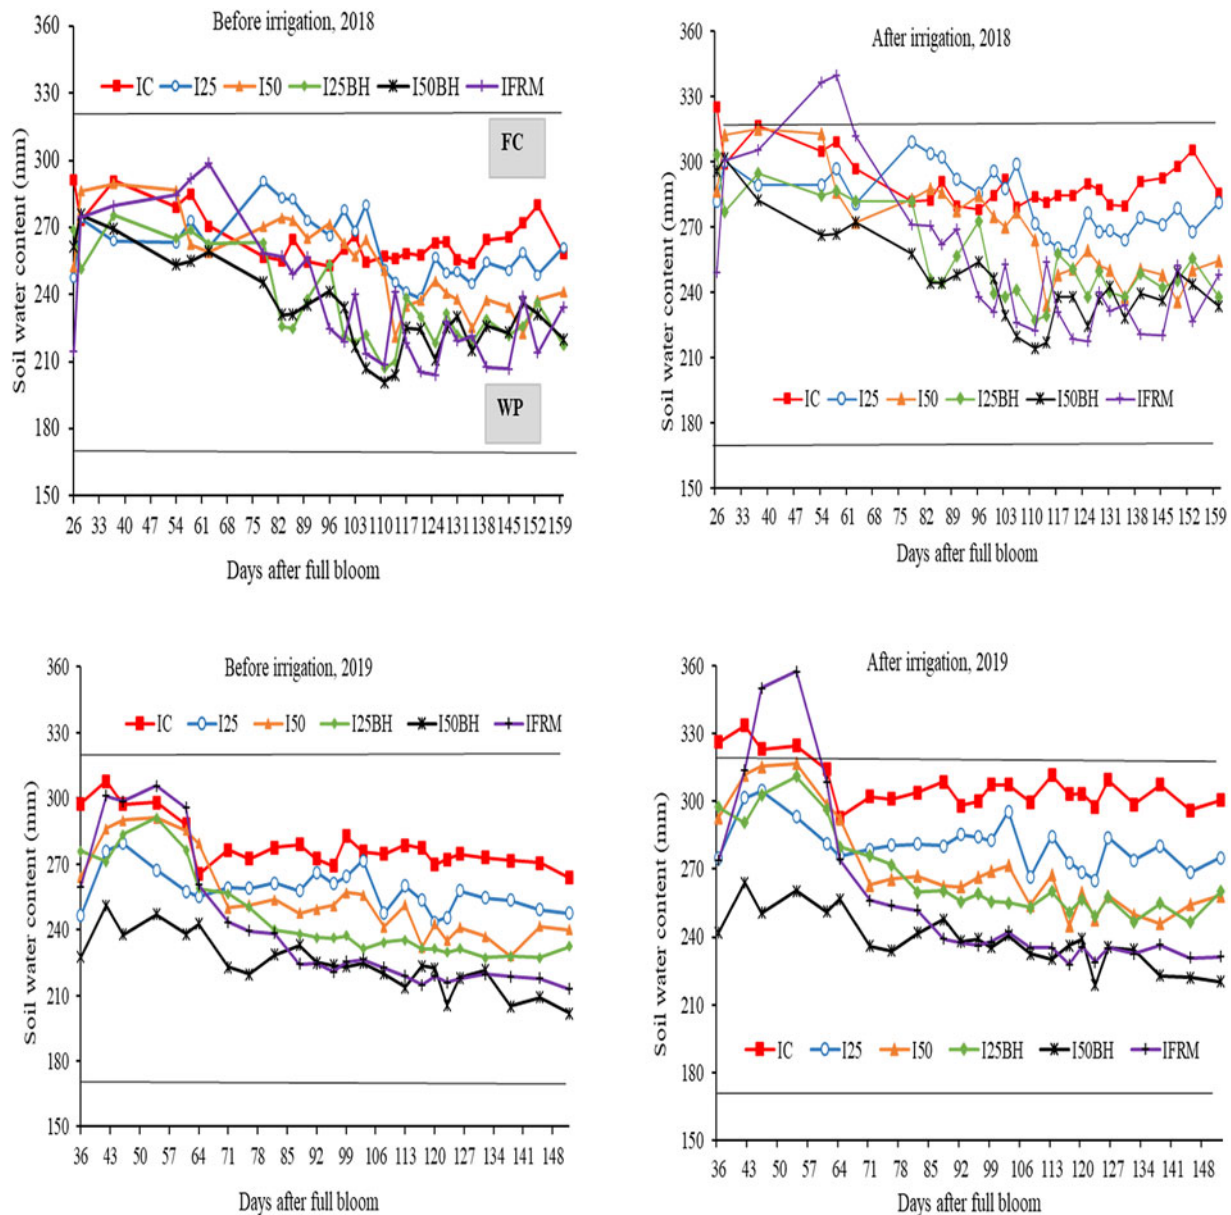 Before irrigation, 2018
IC I25 I50 I25BH I50BH IFRM
FC
WP
Soil water content (mm)
360
330
300
270
240
210
180
150
26 33 40 47 54 61 68 75 82 89 96 103 110 117 124 131 138 145 152 159
Days after full bloom
After irrigation, 2018
Soil water content (mm)
360
330
300
270
240
210
180
150
IC I25 I50 I25BH I50BH IFRM
26 33 40 47 54 61 68 75 82 89 96 103 110 117 124 131 138 145 152 159
Days after full bloom
Before irrigation, 2019
IC I25 I50 I25BH I50BH IFRM
Soil water content (mm)
360
330
300
270
240
210
180
150
36 43 50 57 64 71 78 85 92 99 106 113 120 127 134 141 148
Days after full bloom
After irrigation, 2019
Soil water content (mm)
360
330
300
270
240
210
180
150
IC I25 I50 I25BH I50BH IFRM
36 43 50 57 64 71 78 85 92 99 106 113 120 127 134 141 148
Days after full bloom